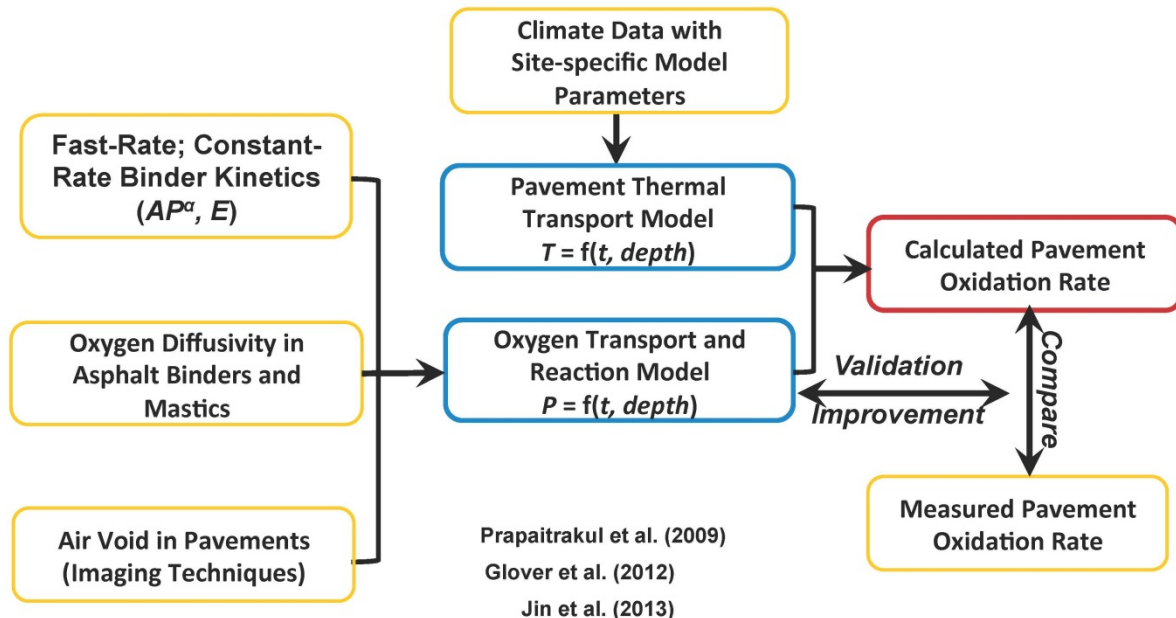 Climate Data with
Site-specific Model
Parameters
Fast-Rate; Constant-
Rate Binder Kinetics
(APᵅ, E)
Pavement Thermal
Transport Model
T = f(t, depth)
Calculated Pavement
Oxidation Rate
Oxygen Diffusivity in
Asphalt Binders and
Mastics
Oxygen Transport and
Reaction Model
P = f(t, depth)
Validation
Improvement
Compare
Air Void in Pavements
(Imaging Techniques)
Measured Pavement
Oxidation Rate
Prapaitrakul et al. (2009)
Glover et al. (2012)
Jin et al. (2013)